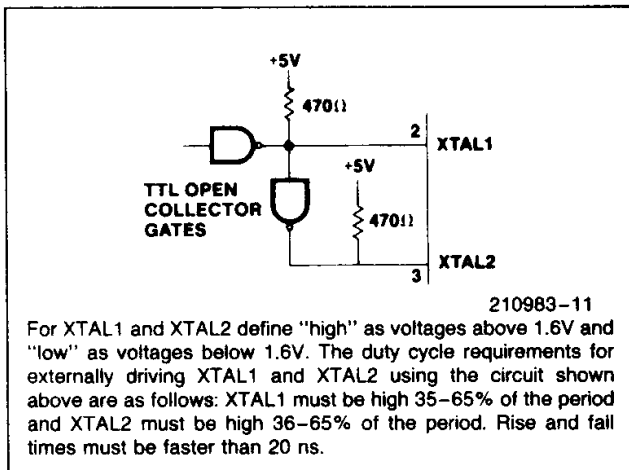 +5V
470Ω
2
XTAL1
+5V
TTL OPEN
COLLECTOR
GATES
470Ω
XTAL2
3
210983-11
For XTAL1 and XTAL2 define "high" as voltages above 1.6V and
"low" as voltages below 1.6V. The duty cycle requirements for
externally driving XTAL1 and XTAL2 using the circuit shown
above are as follows: XTAL1 must be high 35-65% of the period
and XTAL2 must be high 36-65% of the period. Rise and fall
times must be faster than 20 ns.